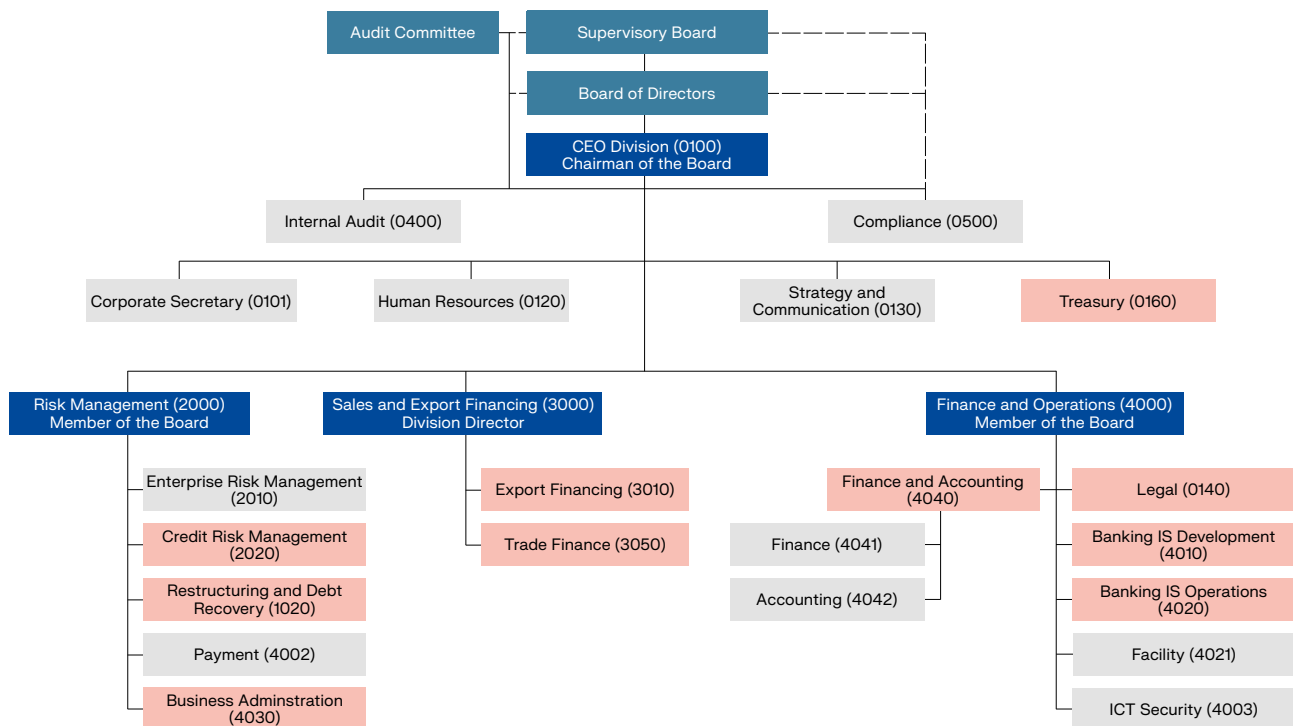 Audit Committee
Supervisory Board
Board of Directors
CEO Division (0100)
Chairman of the Board
Internal Audit (0400)
Compliance (0500)
Corporate Secretary (0101)
Human Resources (0120)
Strategy and
Communication (0130)
Treasury (0160)
Risk Management (2000)
Member of the Board
Sales and Export Financing (3000)
Division Director
Finance and Operations (4000)
Member of the Board
Enterprise Risk Management
(2010)
Credit Risk Management
(2020)
Restructuring and Debt
Recovery (1020)
Payment (4002)
Business Adminstration
(4030)
Export Financing (3010)
Trade Finance (3050)
Finance and Accounting
(4040)
Finance (4041)
Accounting (4042)
Legal (0140)
Banking IS Development
(4010)
Banking IS Operations
(4020)
Facility (4021)
ICT Security (4003)